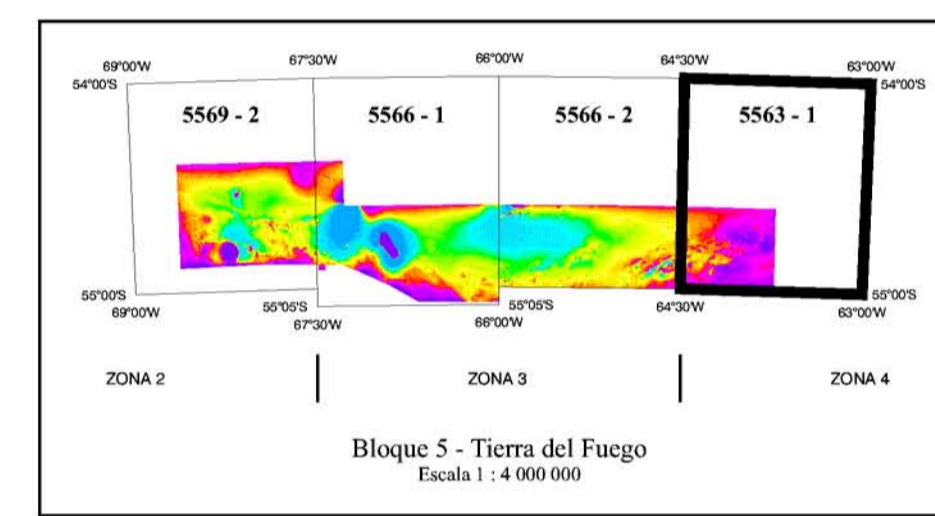 69°00'W 67°30'W 66°00'W 64°30'W 63°00'W
54°00'S 54°00'S
5569 - 2 5566 - 1 5566 - 2 5563 - 1
55°00'S 55°05'S 55°05'S 55°00'S
69°00'W 67°30'W 66°00'W 64°30'W 63°00'W
ZONA 2 ZONA 3 ZONA 4
Bloque 5 - Tierra del Fuego
Escala 1 : 4 000 000